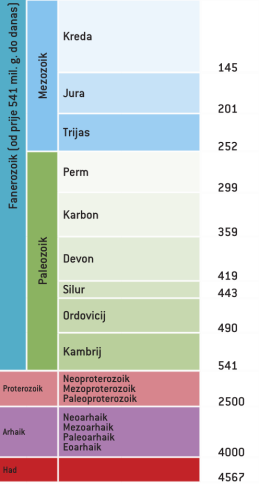 Fanerozoik (od prije 541 mil. g. do danas)
Mezozoik
Kreda
145
Jura
201
Trijas
252
Paleozoik
Perm
299
Karbon
359
Devon
419
Silur
443
Ordovicij
490
Kambrij
541
Proterozoik
Neoproterozoik
Mezoproterozoik
Paleoproterozoik
2500
Arhaik
Neoarhaik
Mezoarhaik
Paleoarhaik
Eoarhaik
4000
Had
4567